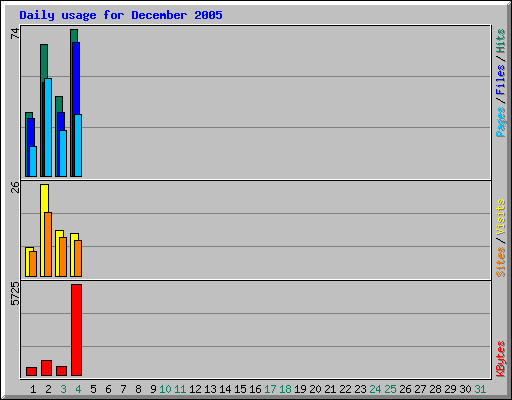 Daily usage for December 2005
74
26
5725
Pages / Files / Hits
Sites / Visits
KBytes
1 2 3 4 5 6 7 8 9 10 11 12 13 14 15 16 17 18 19 20 21 22 23 24 25 26 27 28 29 30 31